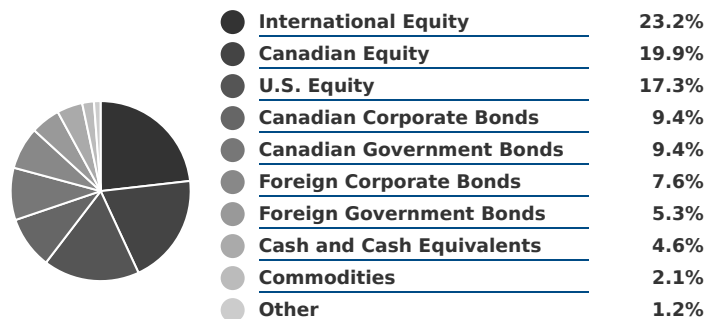 International Equity 23.2%
Canadian Equity 19.9%
U.S. Equity 17.3%
Canadian Corporate Bonds 9.4%
Canadian Government Bonds 9.4%
Foreign Corporate Bonds 7.6%
Foreign Government Bonds 5.3%
Cash and Cash Equivalents 4.6%
Commodities 2.1%
Other 1.2%